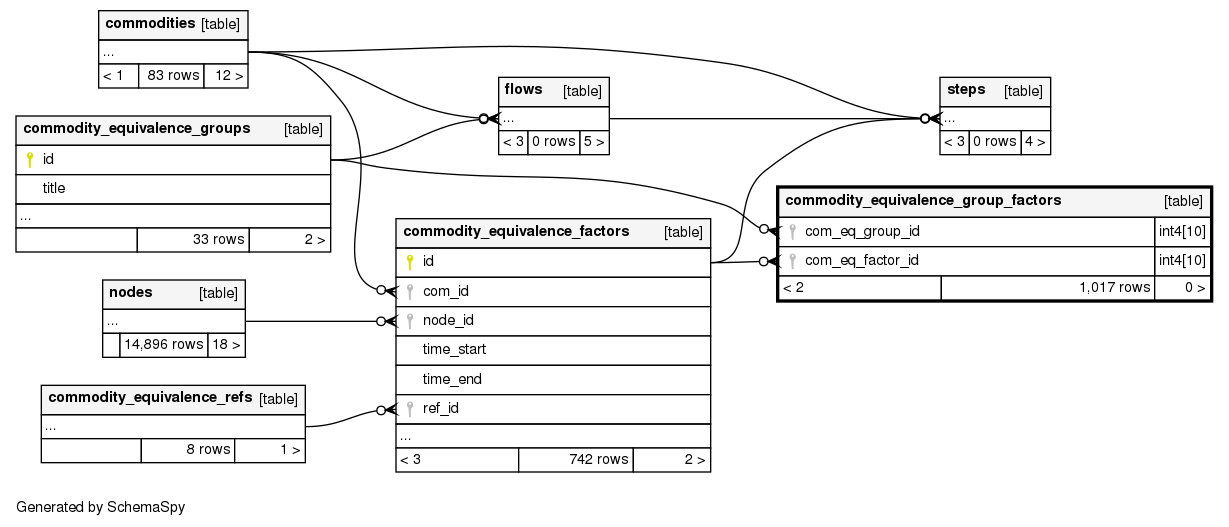 commodities [table]
...
< 1 83 rows 12 >
flows [table]
...
< 3 0 rows 5 >
steps [table]
...
< 3 0 rows 4 >
commodity_equivalence_groups [table]
id
title
...
33 rows 2 >
commodity_equivalence_group_factors [table]
com_eq_group_id int4[10]
com_eq_factor_id int4[10]
< 2 1,017 rows 0 >
commodity_equivalence_factors [table]
id
com_id
node_id
time_start
time_end
ref_id
...
< 3 742 rows 2 >
nodes [table]
...
14,896 rows 18 >
commodity_equivalence_refs [table]
...
8 rows 1 >
Generated by SchemaSpy